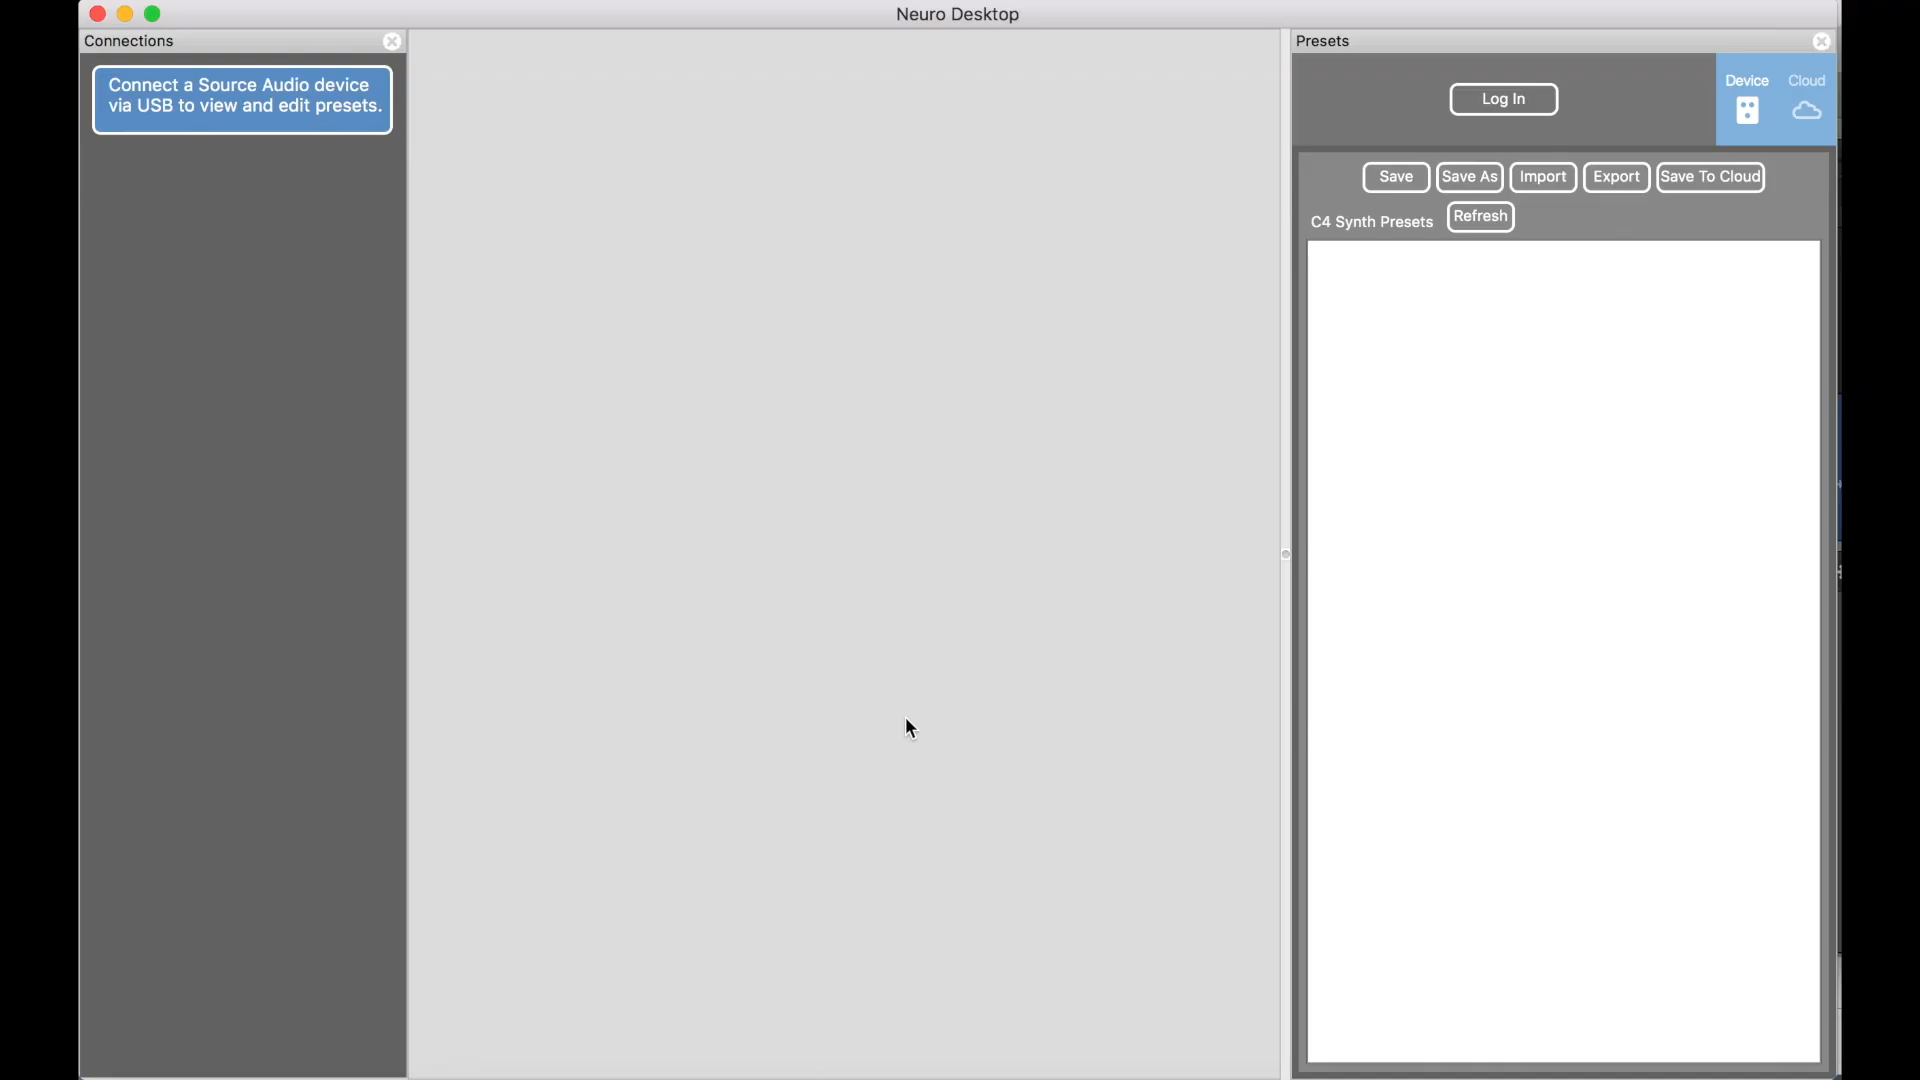 Neuro Desktop
Connections
Connect a Source Audio device
via USB to view and edit presets.
Presets
Log In
Device
Cloud
Save
Save As
Import
Export
Save To Cloud
C4 Synth Presets
Refresh